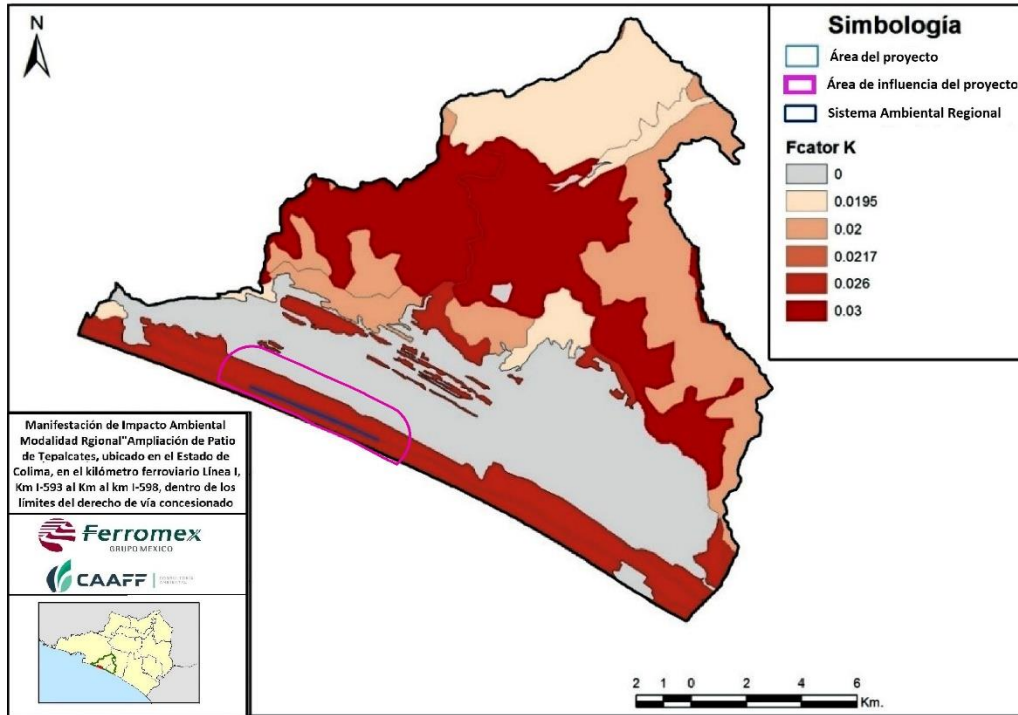 N
Simbología
Área del proyecto
Área de influencia del proyecto
Sistema Ambiental Regional
Fcator K
0
0.0195
0.02
0.0217
0.026
0.03
Manifestación de Impacto Ambiental
Modalidad Rgional"Ampliación de Patio
de Tepalcates, ubicado en el Estado de
Colima, en el kilómetro ferroviario Línea I,
Km I-593 al Km al km I-598, dentro de los
límites del derecho de vía concesionado
Ferromex
GRUPO MEXICO
CAAFF
2 1 0 2 4 6
Km.